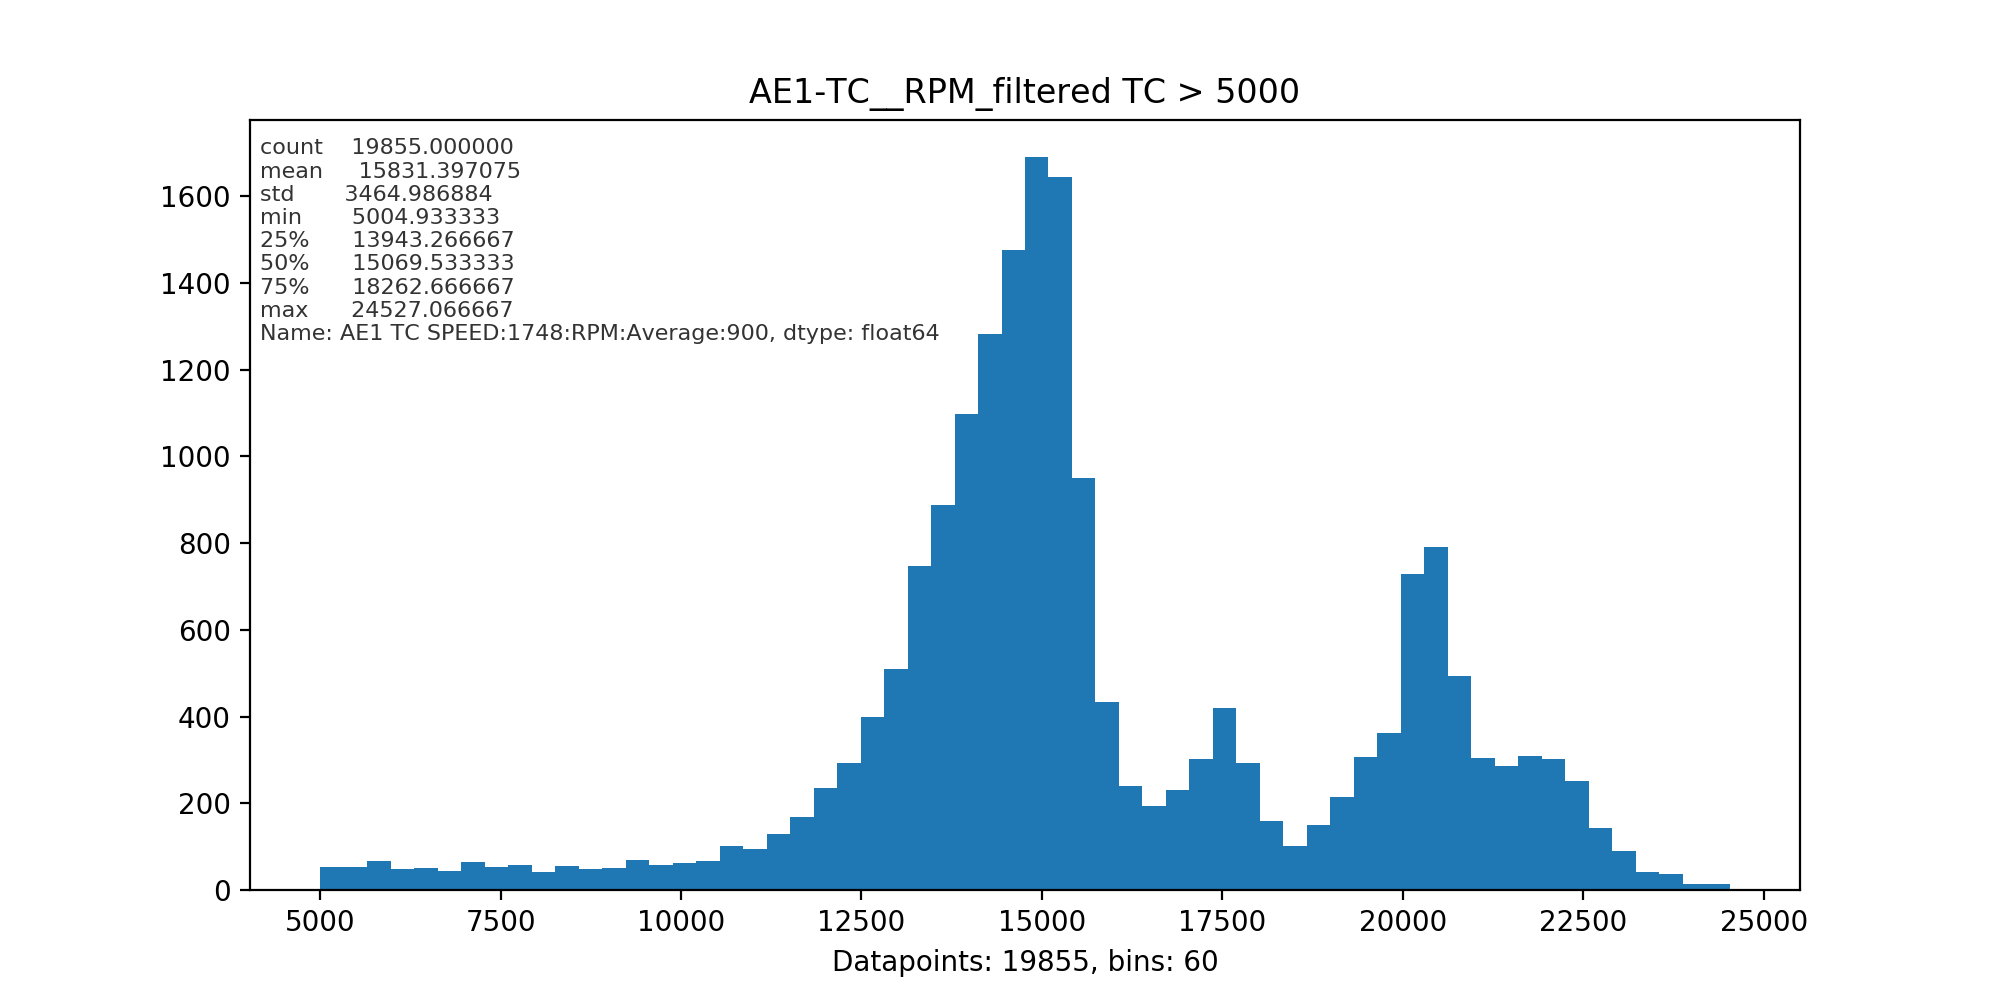 AE1-TC__RPM_filtered TC > 5000
count 19855.000000
mean 15831.397075
std 3464.986884
min 5004.933333
25% 13943.266667
50% 15069.533333
75% 18262.666667
max 24527.066667
Name: AE1 TC SPEED:1748:RPM:Average:900, dtype: float64
1600
1400
1200
1000
800
600
400
200
0
5000 7500 10000 12500 15000 17500 20000 22500 25000
Datapoints: 19855, bins: 60